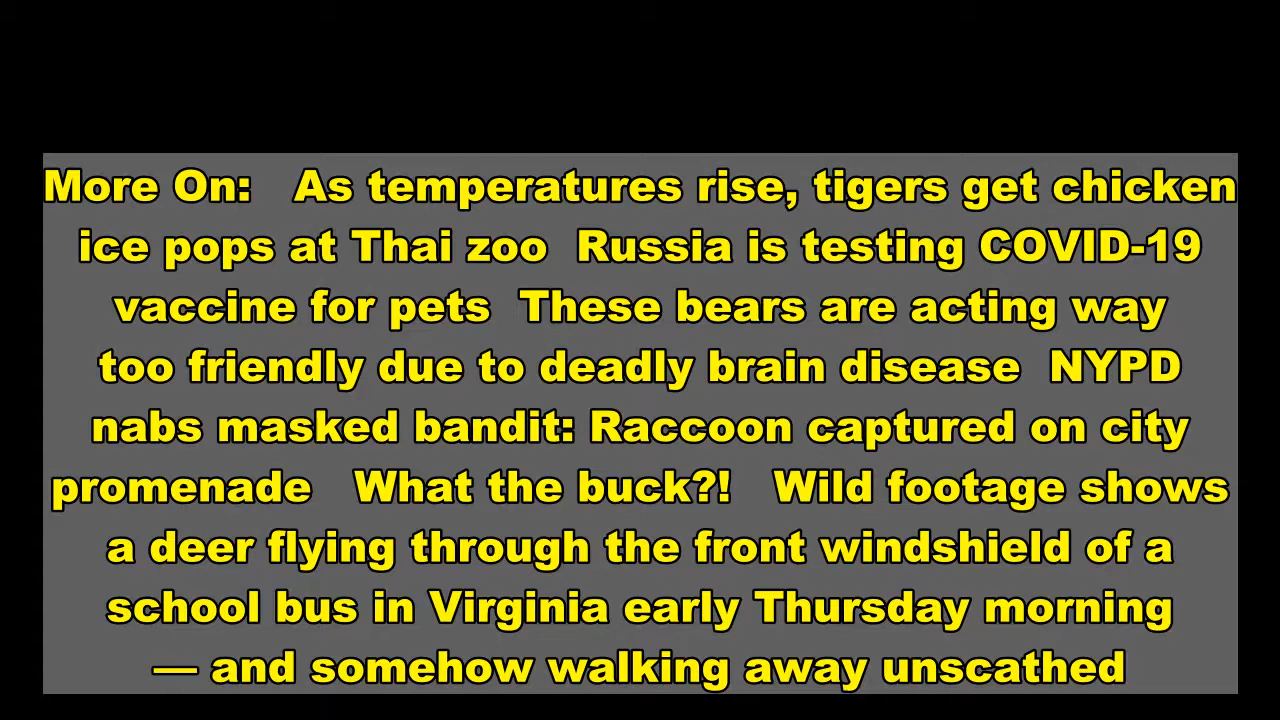 More On: As temperatures rise, tigers get chicken
ice pops at Thai zoo Russia is testing COVID-19
vaccine for pets These bears are acting way
too friendly due to deadly brain disease NYPD
nabs masked bandit: Raccoon captured on city
promenade What the buck?! Wild footage shows
a deer flying through the front windshield of a
school bus in Virginia early Thursday morning
— and somehow walking away unscathed